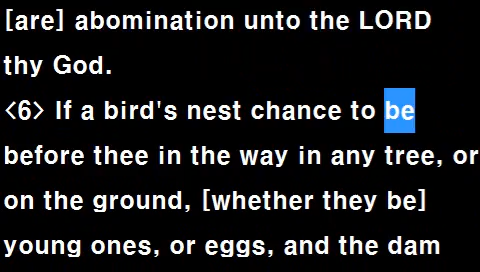 [are] abomination unto the LORD
thy God.
<6> If a bird's nest chance to be
before thee in the way in any tree, or
on the ground, [whether they be]
young ones, or eggs, and the dam